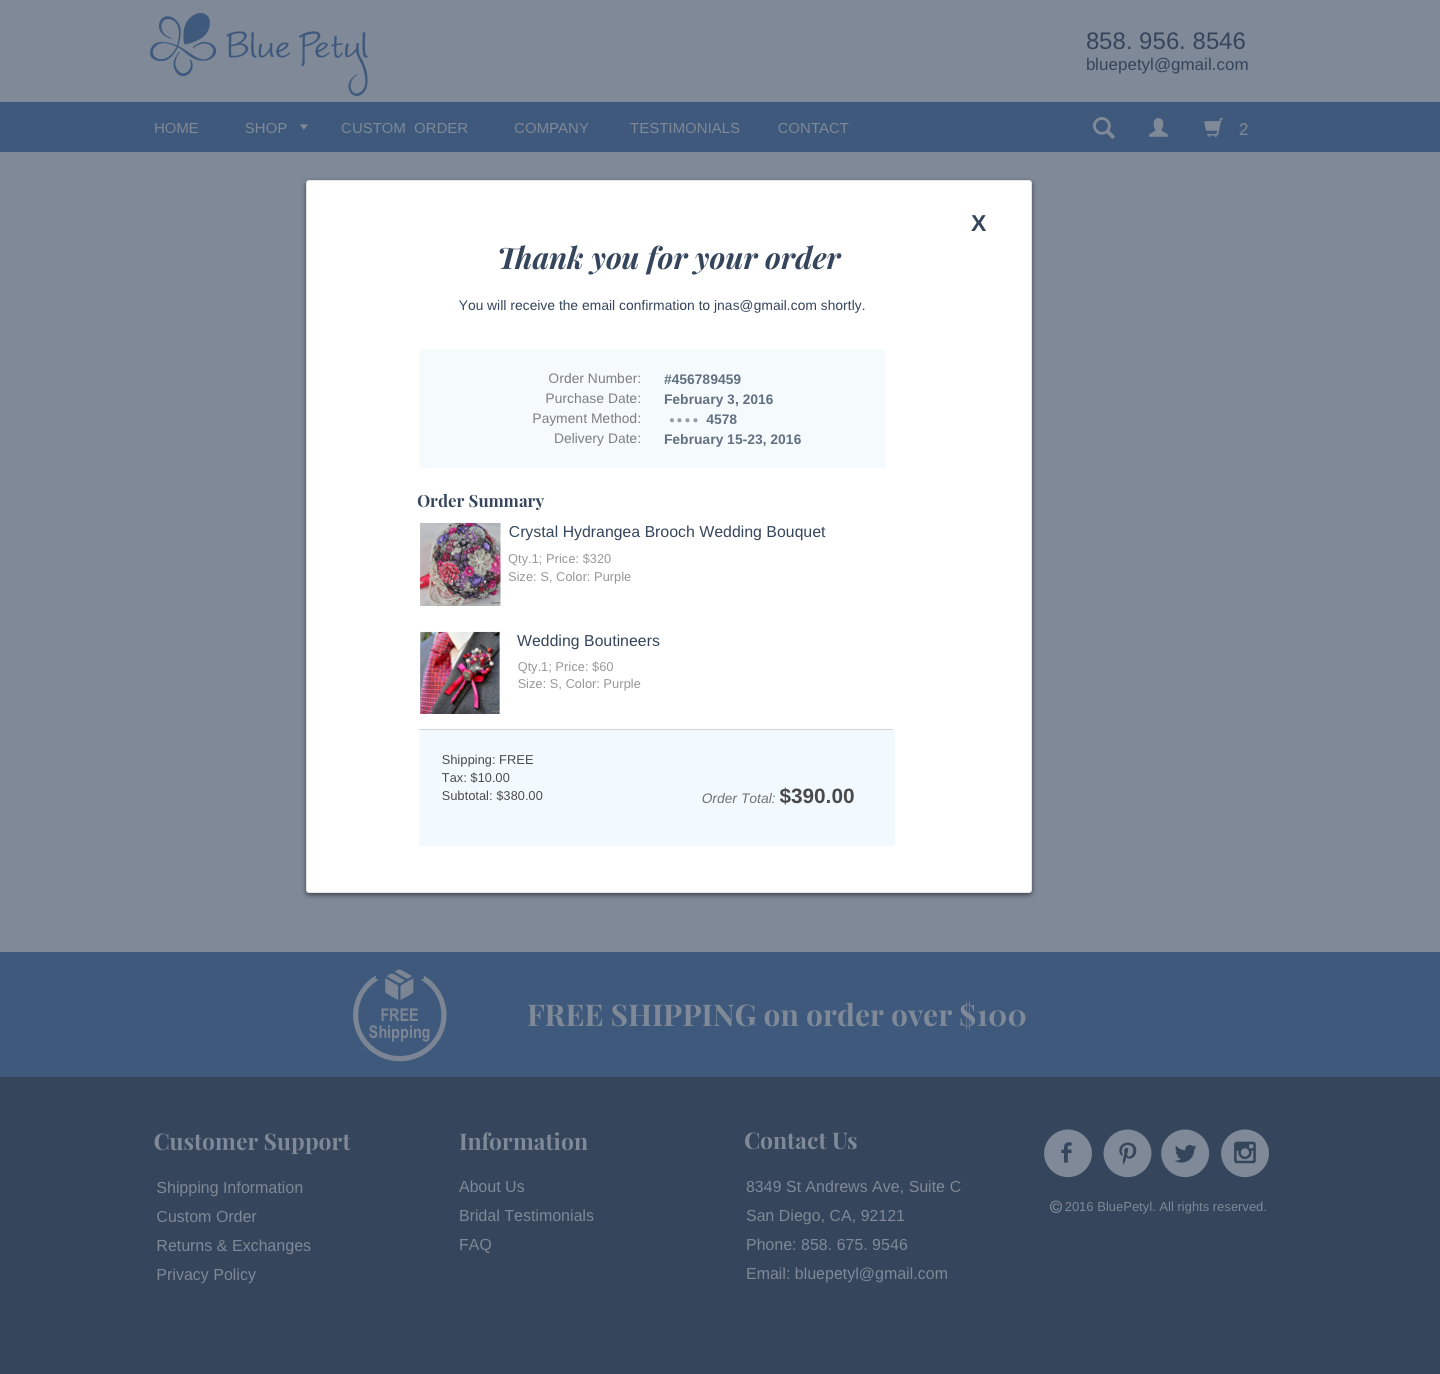 Blue Petyl
858. 956. 8546
bluepetyl@gmail.com
HOME SHOP CUSTOM ORDER COMPANY TESTIMONIALS CONTACT 2
X
Thank you for your order
You will receive the email confirmation to jnas@gmail.com shortly.
Order Number: #456789459
Purchase Date: February 3, 2016
Payment Method: •••• 4578
Delivery Date: February 15-23, 2016
Order Summary
Crystal Hydrangea Brooch Wedding Bouquet
Qty.1; Price: $320
Size: S, Color: Purple
Wedding Boutineers
Qty.1; Price: $60
Size: S, Color: Purple
Shipping: FREE
Tax: $10.00
Subtotal: $380.00
Order Total: $390.00
FREE
Shipping
FREE SHIPPING on order over $100
Customer Support
Shipping Information
Custom Order
Returns & Exchanges
Privacy Policy
Information
About Us
Bridal Testimonials
FAQ
Contact Us
8349 St Andrews Ave, Suite C
San Diego, CA, 92121
Phone: 858. 675. 9546
Email: bluepetyl@gmail.com
© 2016 BluePetyl. All rights reserved.